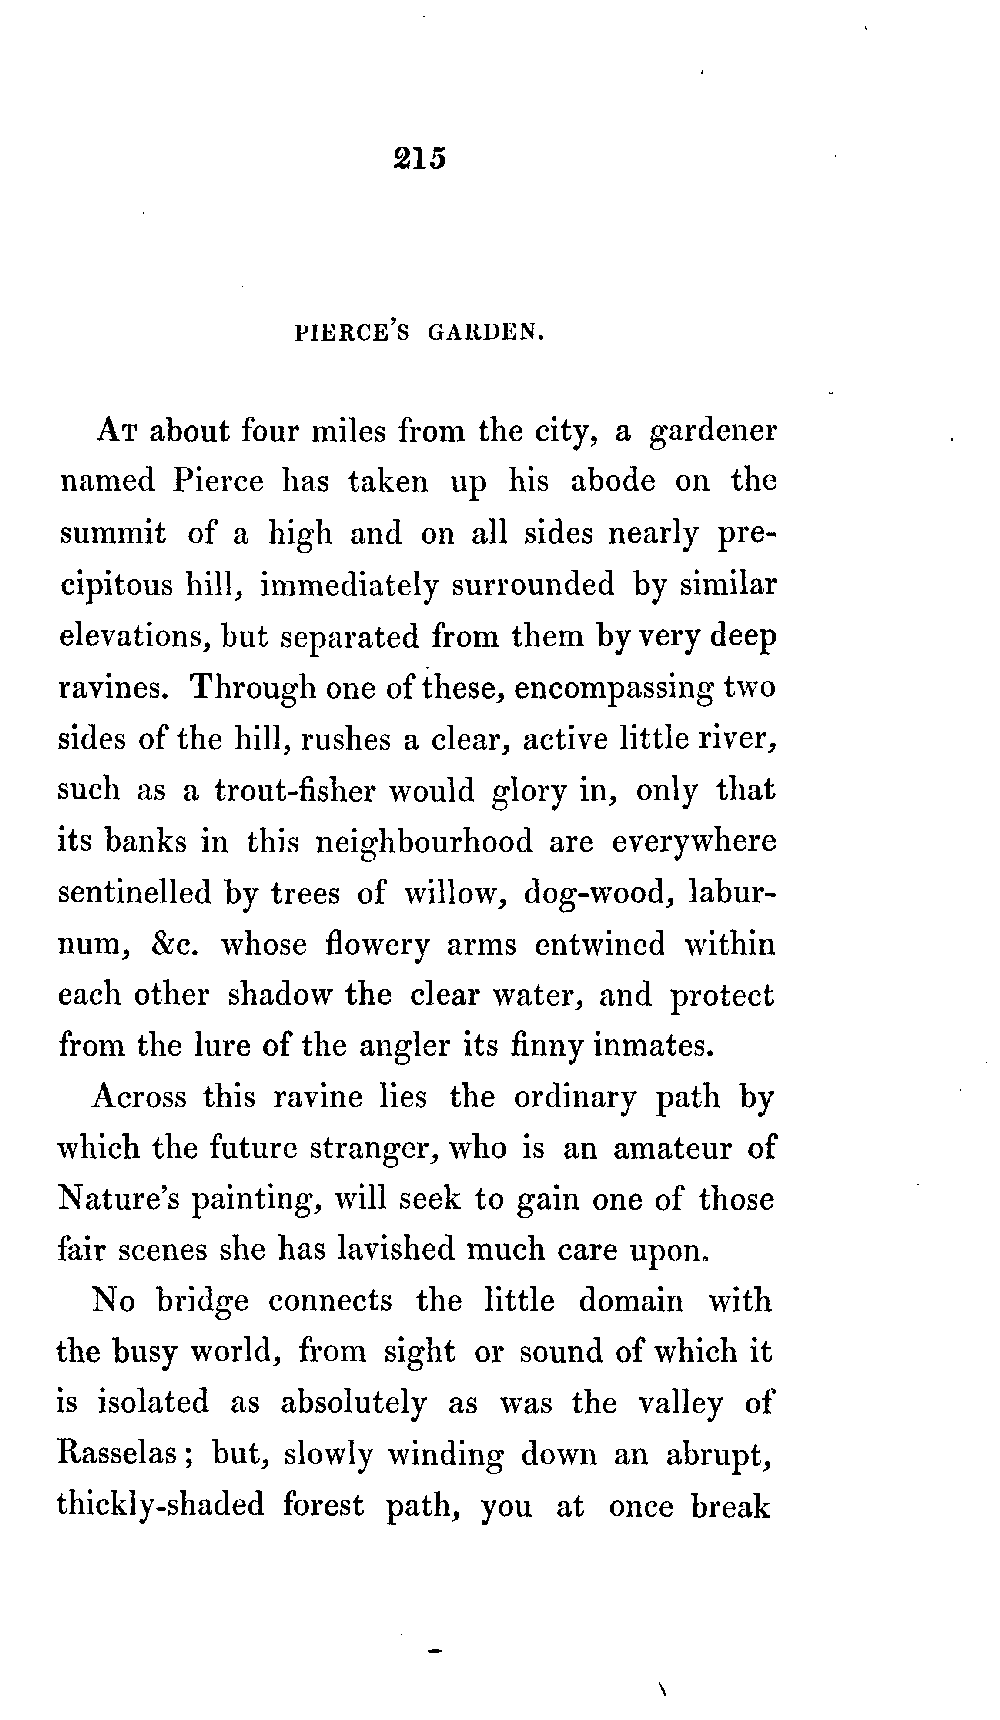 215
PIERCE'S GARDEN.
AT about four miles from the city, a gardener
named Pierce has taken up his abode on the
summit of a high and on all sides nearly pre-
cipitous hill, immediately surrounded by similar
elevations, but separated from them by very deep
ravines. Through one of these, encompassing two
sides of the hill, rushes a clear, active little river,
such as a trout-fisher would glory in, only that
its banks in this neighbourhood are everywhere
sentinelled by trees of willow, dog-wood, labur-
num, &c. whose flowery arms entwined within
each other shadow the clear water, and protect
from the lure of the angler its finny inmates.
Across this ravine lies the ordinary path by
which the future stranger, who is an amateur of
Nature's painting, will seek to gain one of those
fair scenes she has lavished much care upon.
No bridge connects the little domain with
the busy world, from sight or sound of which it
is isolated as absolutely as was the valley of
Rasselas; but, slowly winding down an abrupt,
thickly-shaded forest path, you at once break